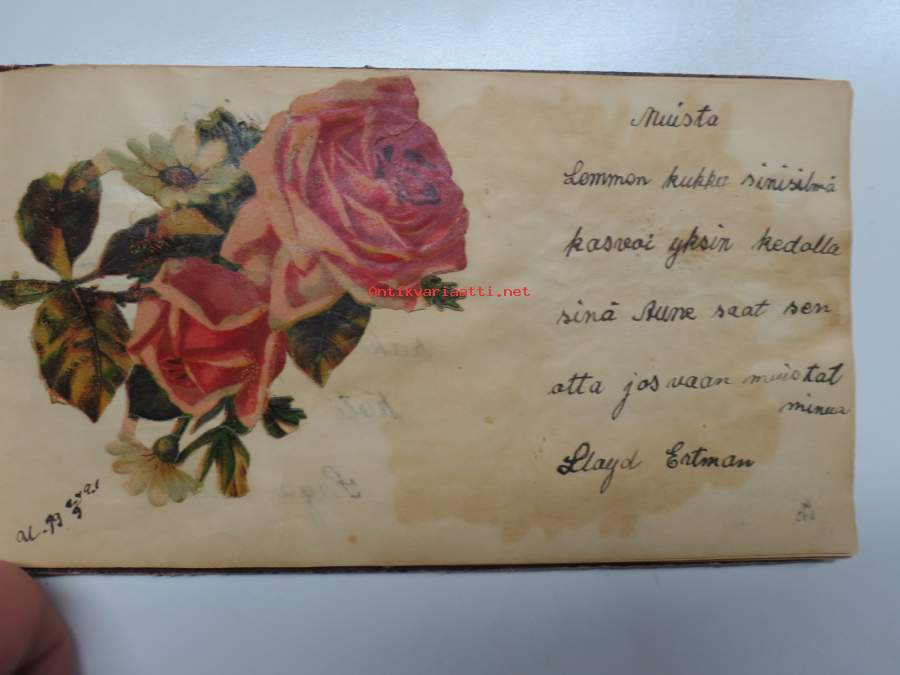 Muista
Lemmen kukka sinisilmä
kasvoi yksin kedolla
sinä Aune saat sen
otta jos vaan muistat
minua
Lloyd Ertman
Antikvariaatti.net